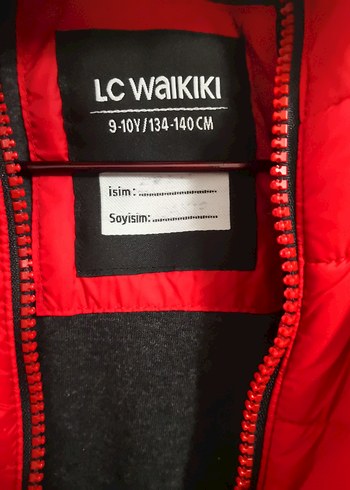 LC WAIKIKI
9-10Y/134-140 CM
isim :
Soyisim: